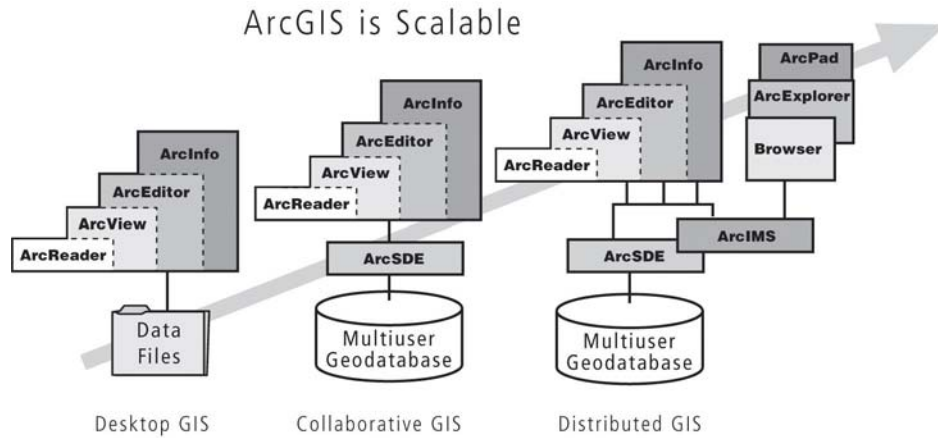 ArcGIS is Scalable
ArcInfo
ArcEditor
ArcView
ArcReader
Data
Files
Desktop GIS
ArcInfo
ArcEditor
ArcView
ArcReader
ArcSDE
Multiuser
Geodatabase
Collaborative GIS
ArcInfo
ArcEditor
ArcView
ArcReader
ArcPad
ArcExplorer
Browser
ArcIMS
ArcSDE
Multiuser
Geodatabase
Distributed GIS